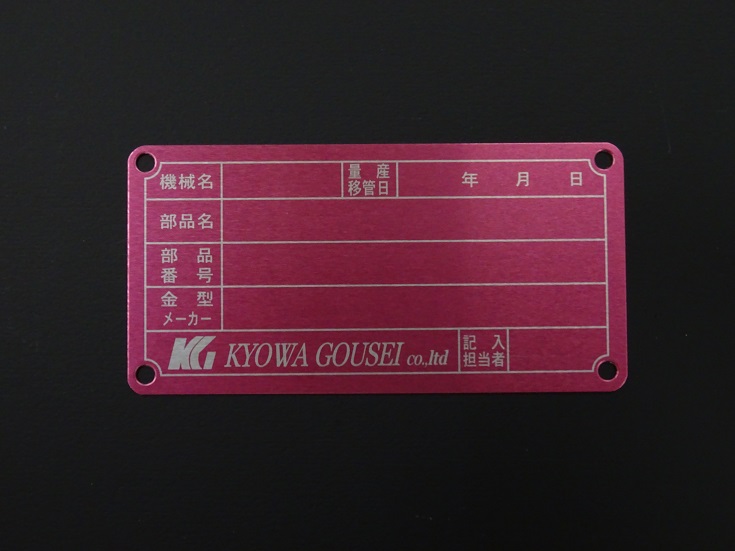 機械名 量産移管日 年 月 日
部品名
部品番号
金型メーカー
KG KYOWA GOUSEI co.,ltd 記入担当者